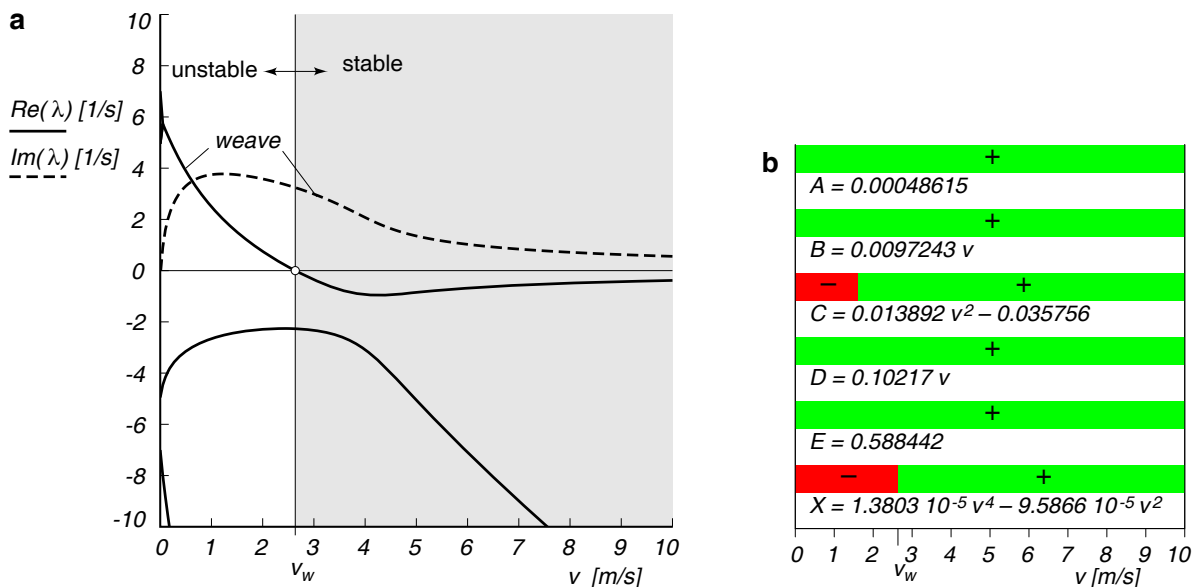 a
10
8
6
4
2
0
-2
-4
-6
-8
-10
Re(λ) [1/s]
Im(λ) [1/s]
unstable
stable
weave
0 1 2 3 4 5 6 7 8 9 10
v_w
v [m/s]
b
+
A = 0.00048615
+
B = 0.0097243 v
− +
C = 0.013892 v² – 0.035756
+
D = 0.10217 v
+
E = 0.588442
− +
X = 1.3803 10⁻⁵ v⁴ – 9.5866 10⁻⁵ v²
0 1 2 3 4 5 6 7 8 9 10
v_w
v [m/s]